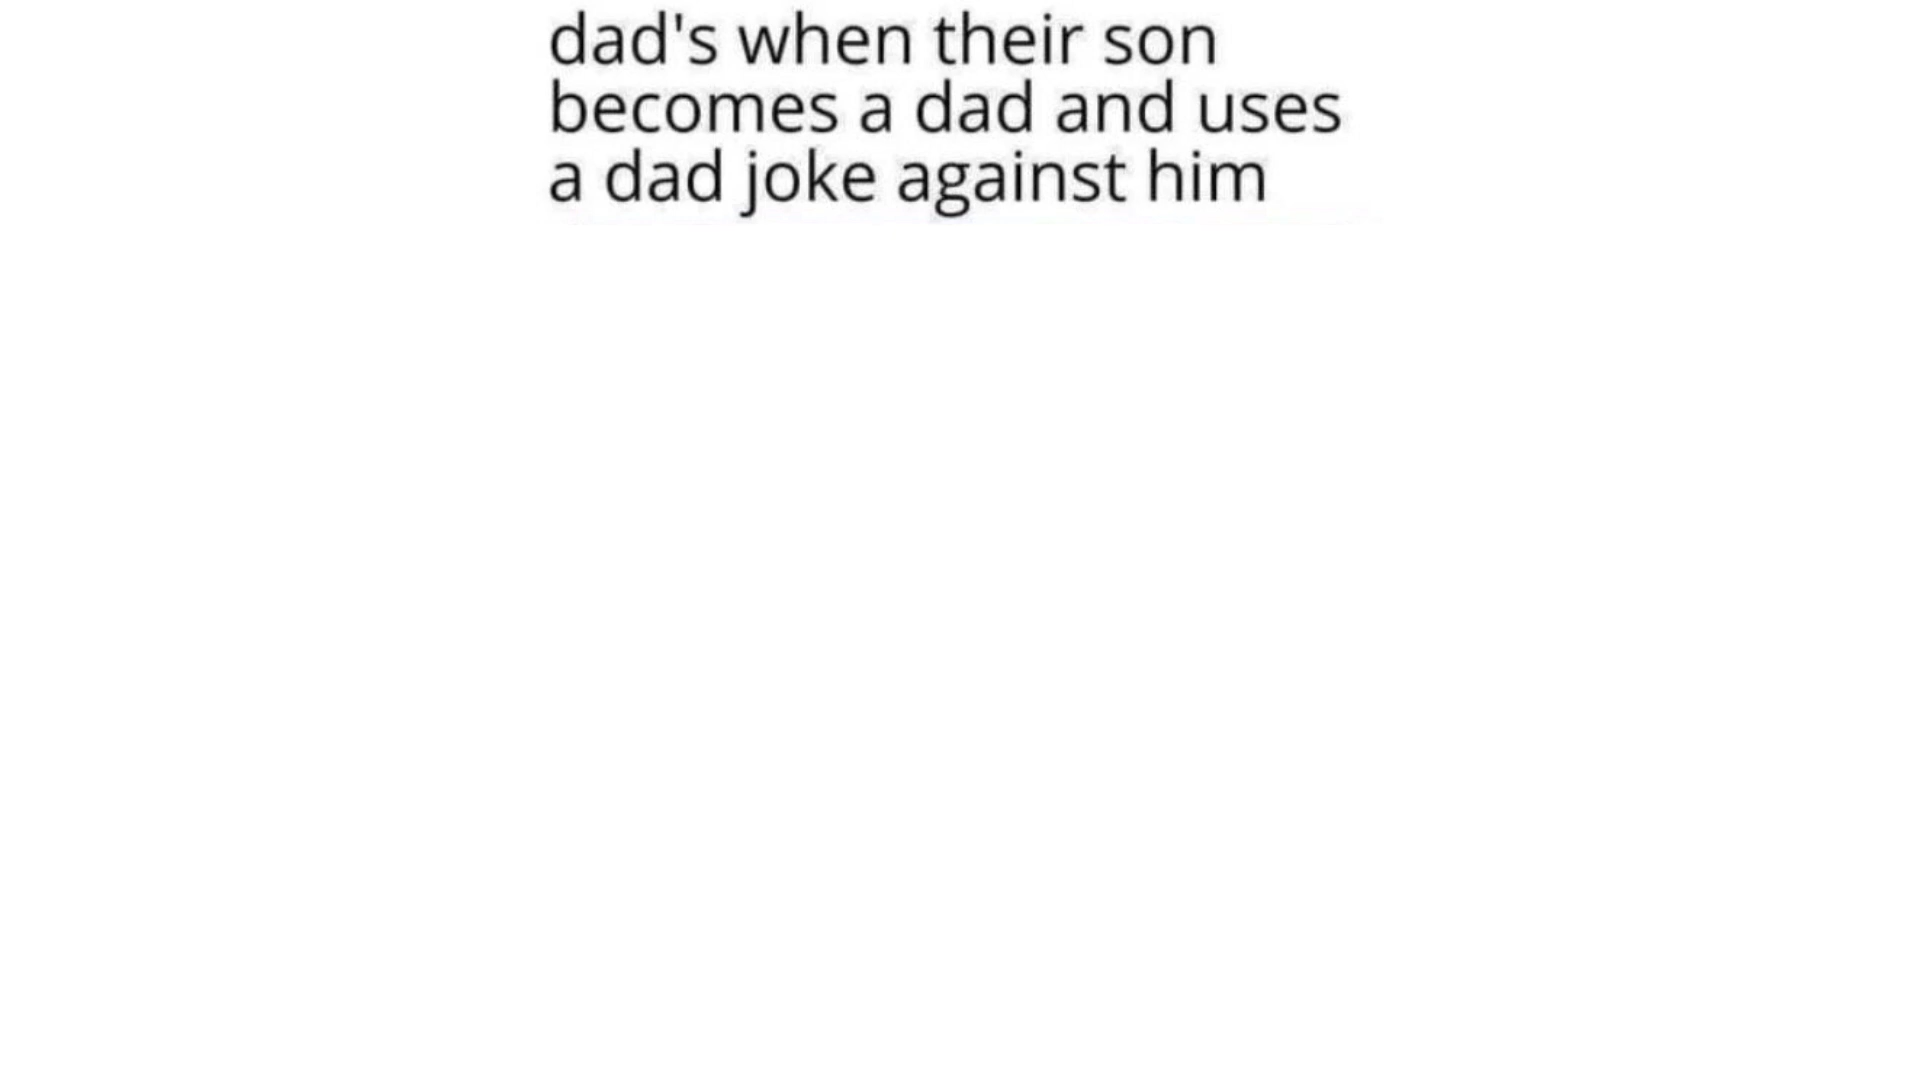 dad's when their son
becomes a dad and uses
a dad joke against him